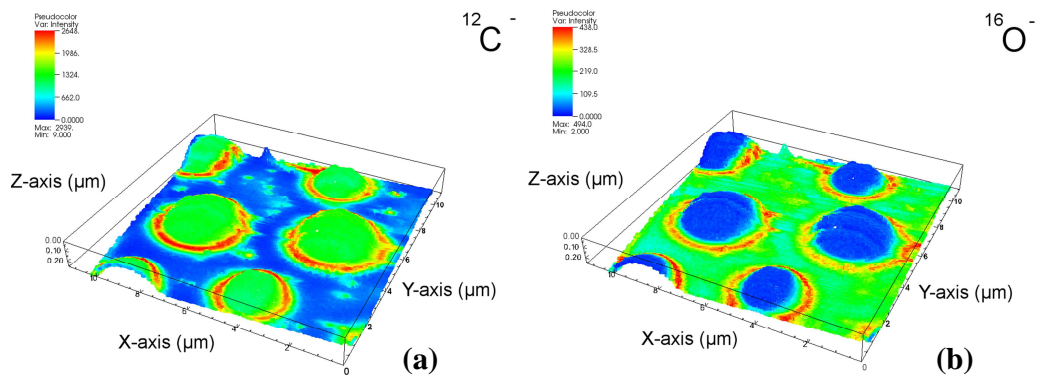 Pseudocolor
Var: Intensity
2648.
1986.
1324.
662.0
0.0000
Max: 2939.
Min: 9.000
12C-
Z-axis (µm)
0.00
0.10
0.20
10
8
6
4
2
0
X-axis (µm)
2
4
6
8
10
Y-axis (µm)
(a)
Pseudocolor
Var: Intensity
438.0
328.5
219.0
109.5
0.0000
Max: 494.0
Min: 2.000
16O-
Z-axis (µm)
0.00
0.10
0.20
10
8
6
4
2
0
X-axis (µm)
2
4
6
8
10
Y-axis (µm)
(b)